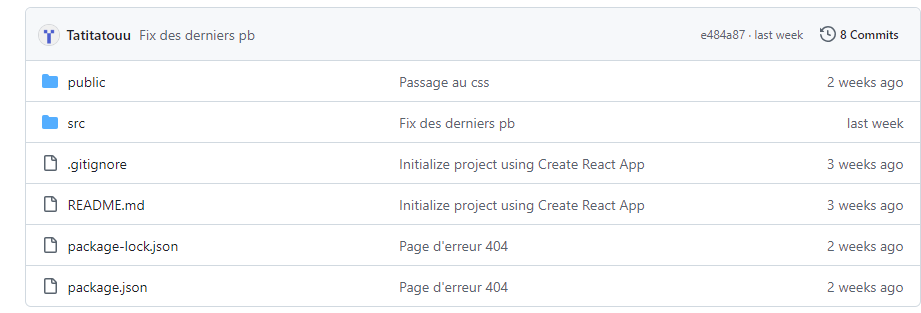 Tatitatouu Fix des derniers pb e484a87 · last week 8 Commits
public Passage au css 2 weeks ago
src Fix des derniers pb last week
.gitignore Initialize project using Create React App 3 weeks ago
README.md Initialize project using Create React App 3 weeks ago
package-lock.json Page d'erreur 404 2 weeks ago
package.json Page d'erreur 404 2 weeks ago